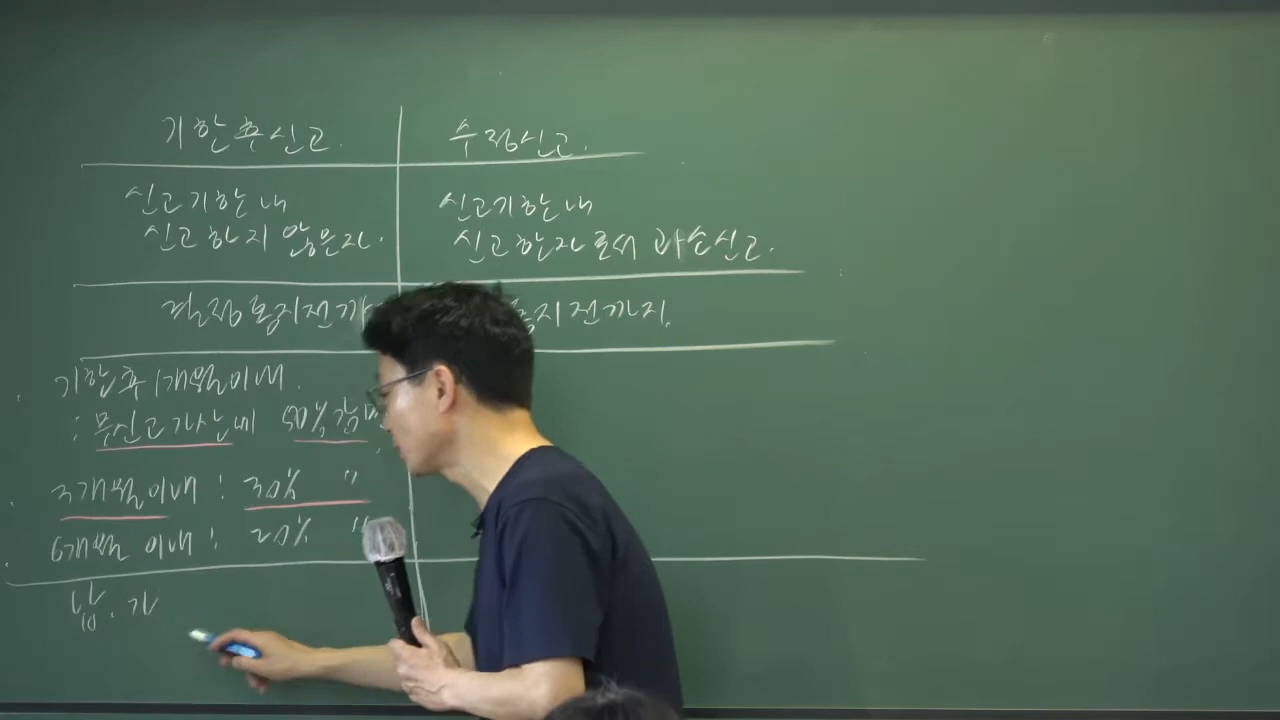 기한후신고.
수정신고.
신고기한내
신고하지 않은자.
신고기한내
신고한자로서 과소신고.
결정통지전까
통지전까지.
기한후 1개월이내.
: 무신고가산세 50% 감면
3개월이내 : 30% "
6개월 이내 : 20% "
납. 가